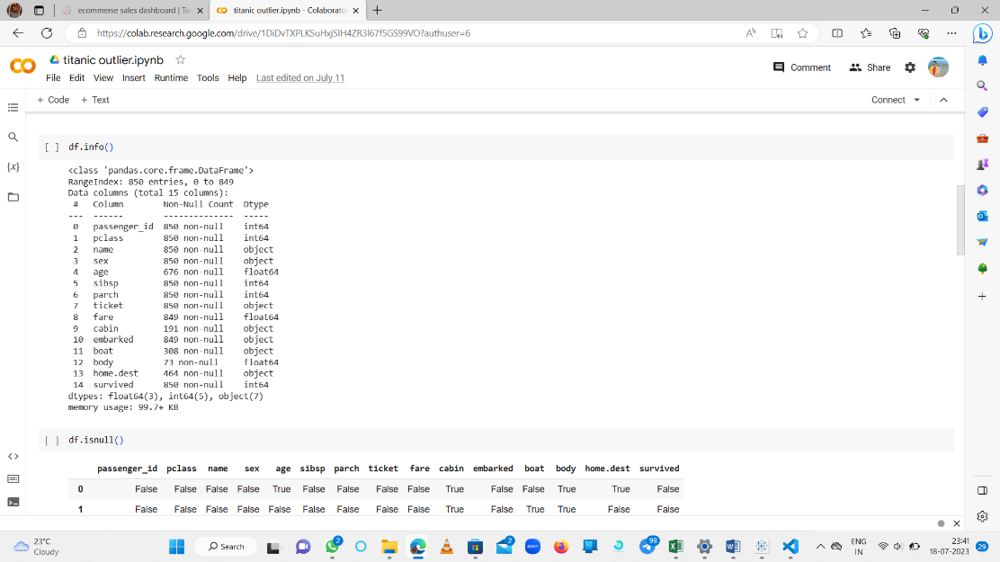 ecommerse sales dashboard | Ta
titanic outlier.ipynb - Colaborato
https://colab.research.google.com/drive/1DiDvTXPLKSuHxjSIH4ZR3l67f5GS99VO?authuser=6
titanic outlier.ipynb
File Edit View Insert Runtime Tools Help Last edited on July 11
Comment Share
+ Code + Text
Connect
[ ] df.info()
<class 'pandas.core.frame.DataFrame'>
RangeIndex: 850 entries, 0 to 849
Data columns (total 15 columns):
# Column Non-Null Count Dtype
--- ------ -------------- -----
0 passenger_id 850 non-null int64
1 pclass 850 non-null int64
2 name 850 non-null object
3 sex 850 non-null object
4 age 676 non-null float64
5 sibsp 850 non-null int64
6 parch 850 non-null int64
7 ticket 850 non-null object
8 fare 849 non-null float64
9 cabin 191 non-null object
10 embarked 849 non-null object
11 boat 308 non-null object
12 body 73 non-null float64
13 home.dest 464 non-null object
14 survived 850 non-null int64
dtypes: float64(3), int64(5), object(7)
memory usage: 99.7+ KB
[ ] df.isnull()
passenger_id pclass name sex age sibsp parch ticket fare cabin embarked boat body home.dest survived
0 False False False False True False False False False True False False True True False
1 False False False False False False False False False True False True True False False
23°C
Cloudy
Search
2
2
zoom
99
ENG
IN
23:41
18-07-2023
29